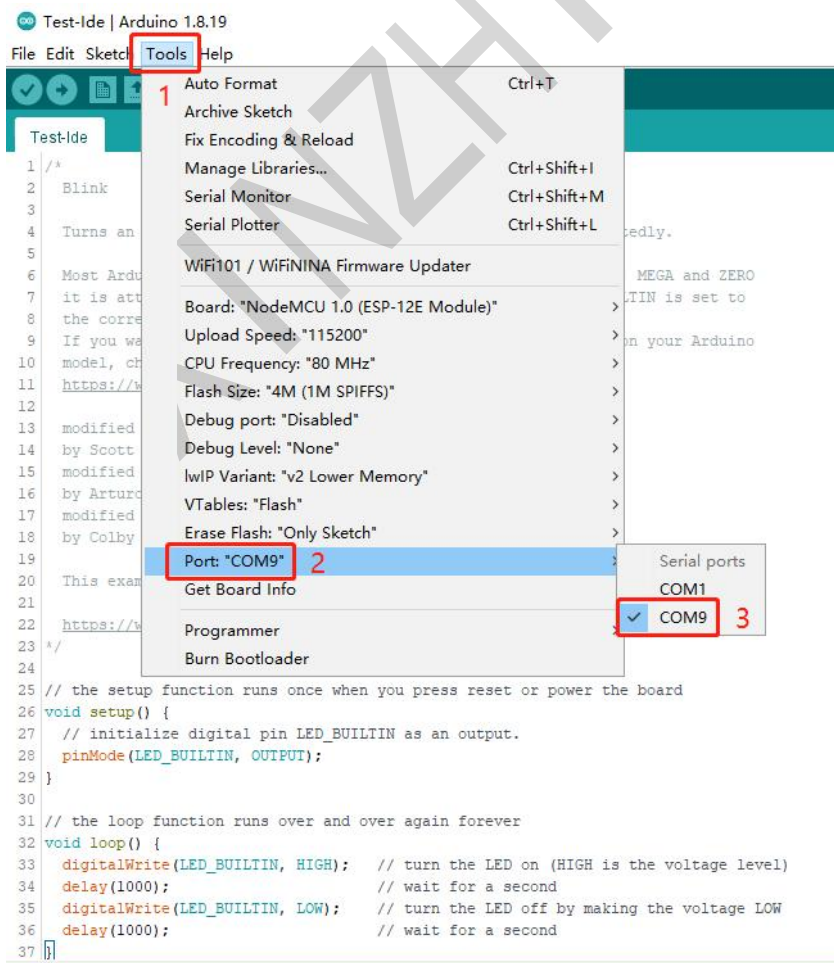 Test-Ide | Arduino 1.8.19
File Edit Sketch Tools Help
1
Auto Format Ctrl+T
Archive Sketch
Test-Ide
Fix Encoding & Reload
Manage Libraries... Ctrl+Shift+I
Serial Monitor Ctrl+Shift+M
Serial Plotter Ctrl+Shift+L
WiFi101 / WiFiNINA Firmware Updater
Board: "NodeMCU 1.0 (ESP-12E Module)"
Upload Speed: "115200"
CPU Frequency: "80 MHz"
Flash Size: "4M (1M SPIFFS)"
Debug port: "Disabled"
Debug Level: "None"
lwIP Variant: "v2 Lower Memory"
VTables: "Flash"
Erase Flash: "Only Sketch"
Port: "COM9" 2
Get Board Info
Programmer
Burn Bootloader
Serial ports
COM1
COM9 3
1 /*
2 Blink
3
4 Turns an
5
6 Most Ardu MEGA and ZERO
7 it is att TIN is set to
8 the corre
9 If you wa on your Arduino
10 model, ch
11 https://w
12
13 modified
14 by Scott
15 modified
16 by Arturo
17 modified
18 by Colby
19
20 This exam
21
22 https://w
23 */
24
25 // the setup function runs once when you press reset or power the board
26 void setup() {
27 // initialize digital pin LED_BUILTIN as an output.
28 pinMode(LED_BUILTIN, OUTPUT);
29 }
30
31 // the loop function runs over and over again forever
32 void loop() {
33 digitalWrite(LED_BUILTIN, HIGH); // turn the LED on (HIGH is the voltage level)
34 delay(1000); // wait for a second
35 digitalWrite(LED_BUILTIN, LOW); // turn the LED off by making the voltage LOW
36 delay(1000); // wait for a second
37 }
XINZH